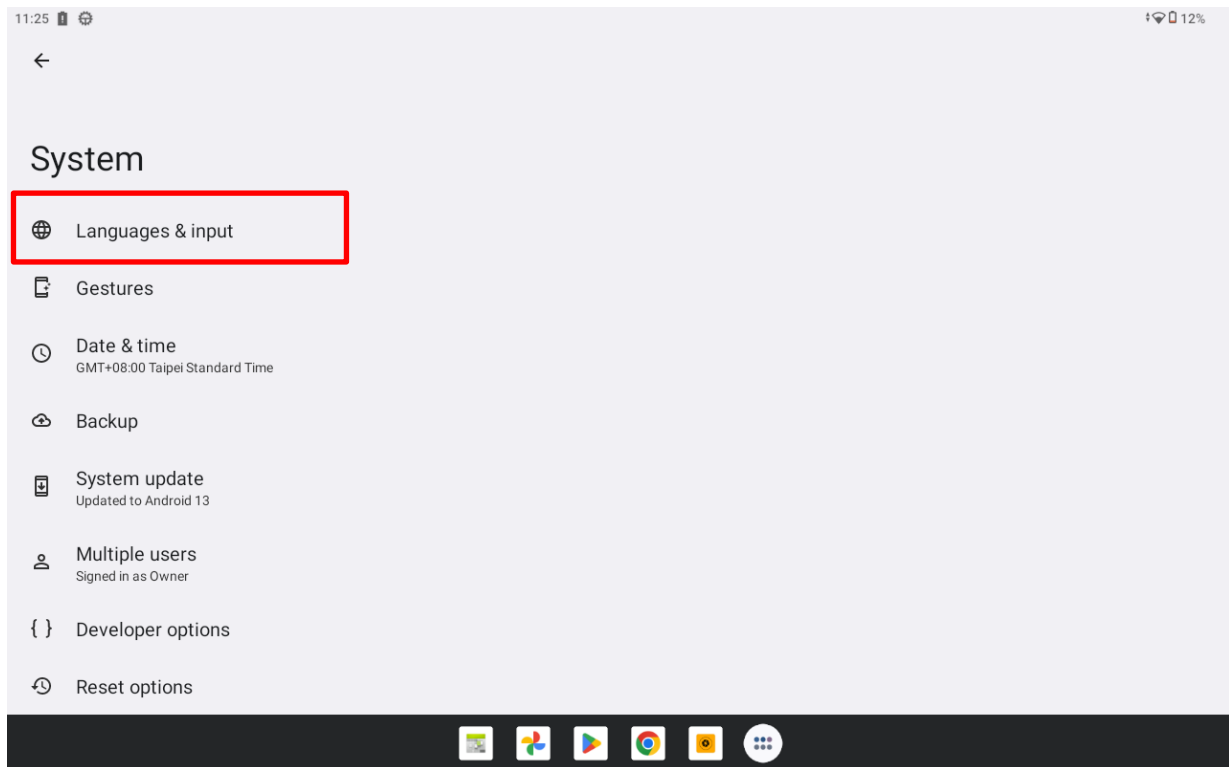 11:25
12%
System
Languages & input
Gestures
Date & time
GMT+08:00 Taipei Standard Time
Backup
System update
Updated to Android 13
Multiple users
Signed in as Owner
{ } Developer options
Reset options